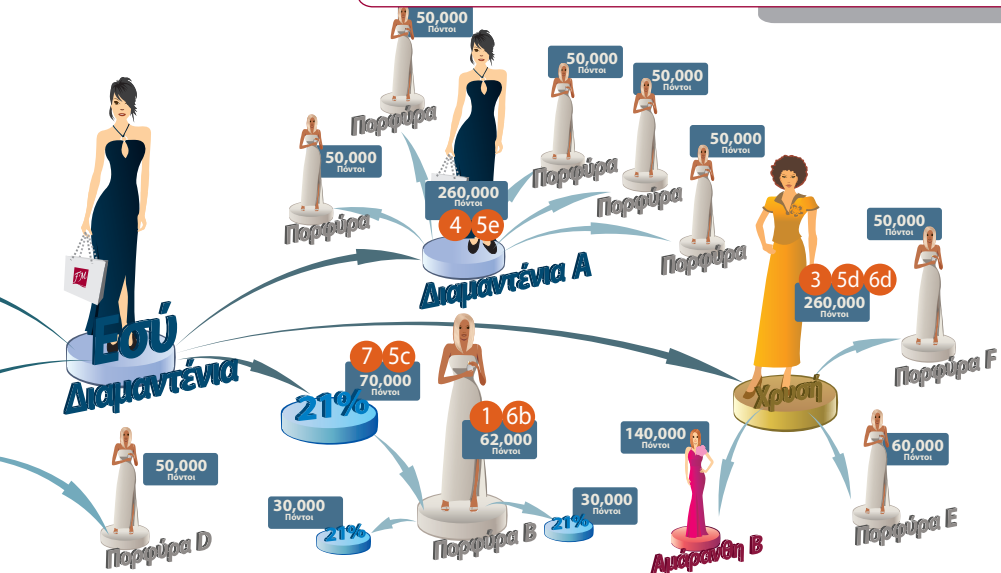 50,000
Πόντοι
Πορφύρα
50,000
Πόντοι
Πορφύρα
260,000
Πόντοι
4 5e
Διαμαντένια Α
50,000
Πόντοι
Πορφύρα
50,000
Πόντοι
Πορφύρα
50,000
Πόντοι
Πορφύρα
FM
Εσύ
Διαμαντένια
3 5d 6d
260,000
Πόντοι
Χρυσή
50,000
Πόντοι
Πορφύρα F
7 5c
70,000
Πόντοι
21%
1 6b
62,000
Πόντοι
Πορφύρα Β
140,000
Πόντοι
Αμάρανθη Β
60,000
Πόντοι
Πορφύρα Ε
50,000
Πόντοι
Πορφύρα D
30,000
Πόντοι
21%
30,000
Πόντοι
21%